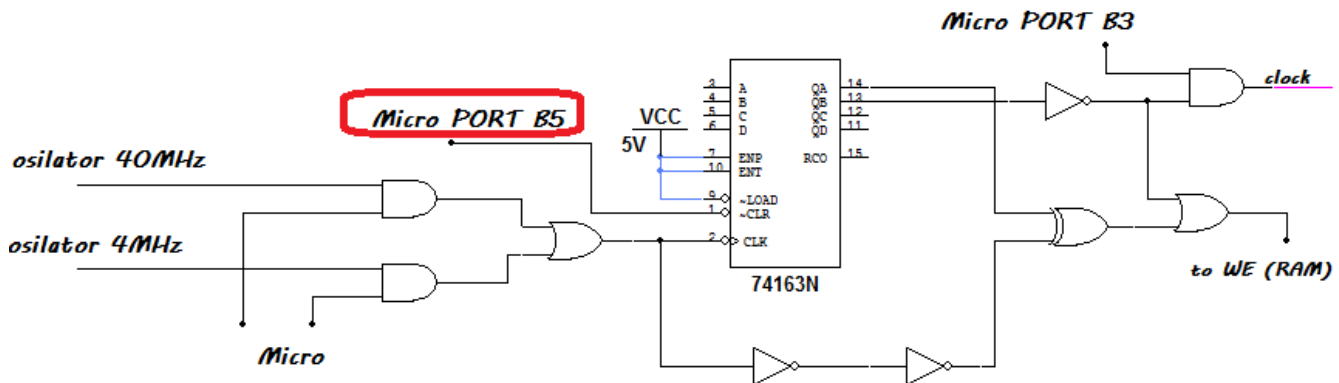 Micro PORT B3
clock
Micro PORT B5
VCC
5V
osilator 40MHz
osilator 4MHz
Micro
3 A QA 14
4 B QB 13
5 C QC 12
6 D QD 11
7 ENP RCO 15
10 ENT
9 ~LOAD
1 ~CLR
2 CLK
74163N
to WE (RAM)